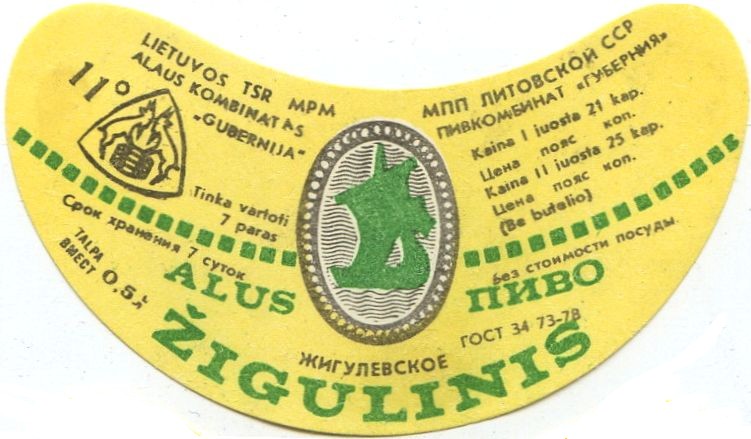 LIETUVOS TSR MPM
ALAUS KOMBINATAS
"GUBERNIJA"
11°
Tinka vartoti
7 paras
Срок хранения 7 суток
TALPA
ВМЕСТ 0,5 л
МПП ЛИТОВСКОЙ ССР
ПИВКОМБИНАТ «ГУБЕРНИЯ»
Kaina I juosta 21 kap.
Цена пояс коп.
Kaina II juosta 25 kap.
Цена пояс коп.
(Be butelio)
без стоимости посуды
ALUS
ПИВО
ЖИГУЛЕВСКОЕ
ГОСТ 34 73-78
ŽIGULINIS